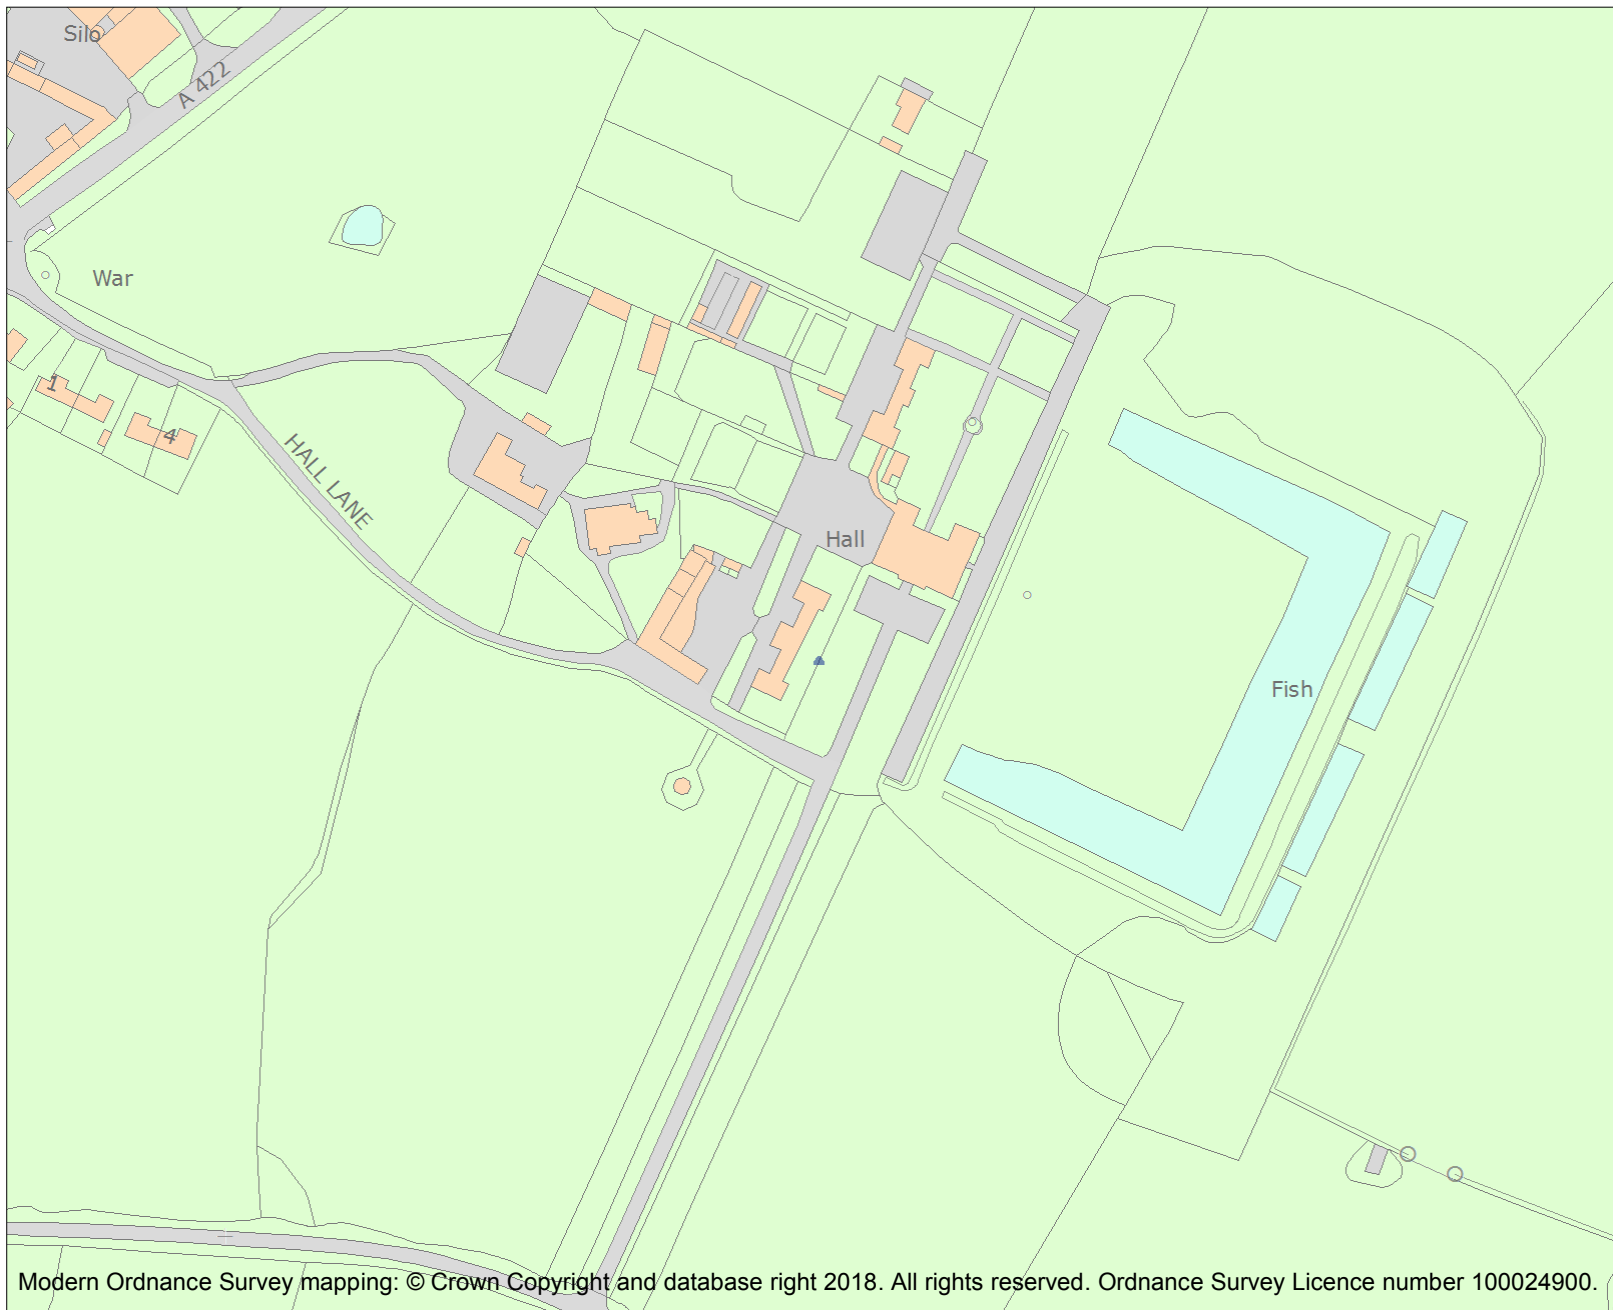 Silo
A 422
War
1
4
HALL LANE
Hall
Fish
Modern Ordnance Survey mapping: © Crown Copyright and database right 2018. All rights reserved. Ordnance Survey Licence number 100024900.